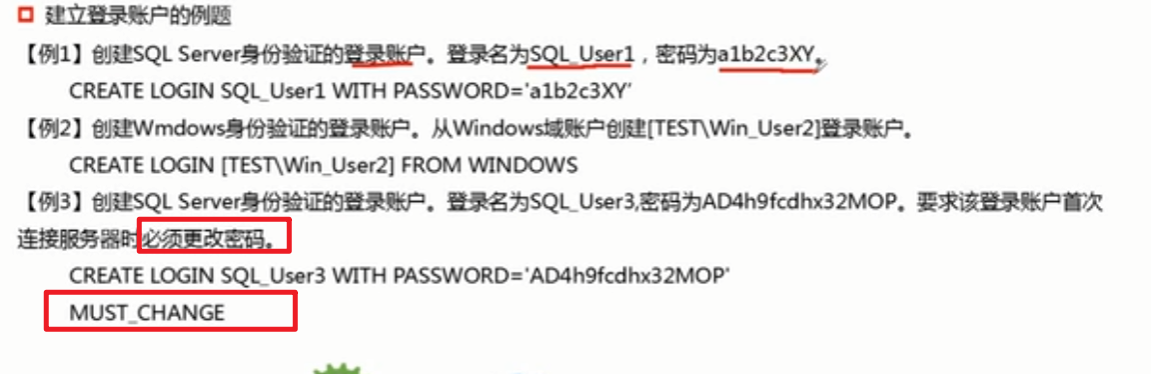 建立登录账户的例题
【例1】创建SQL Server身份验证的登录账户。登录名为SQL_User1，密码为a1b2c3XY。
CREATE LOGIN SQL_User1 WITH PASSWORD='a1b2c3XY'
【例2】创建Wmdows身份验证的登录账户。从Windows域账户创建[TEST\Win_User2]登录账户。
CREATE LOGIN [TEST\Win_User2] FROM WINDOWS
【例3】创建SQL Server身份验证的登录账户。登录名为SQL_User3,密码为AD4h9fcdhx32MOP。要求该登录账户首次
连接服务器时必须更改密码。
CREATE LOGIN SQL_User3 WITH PASSWORD='AD4h9fcdhx32MOP'
MUST_CHANGE